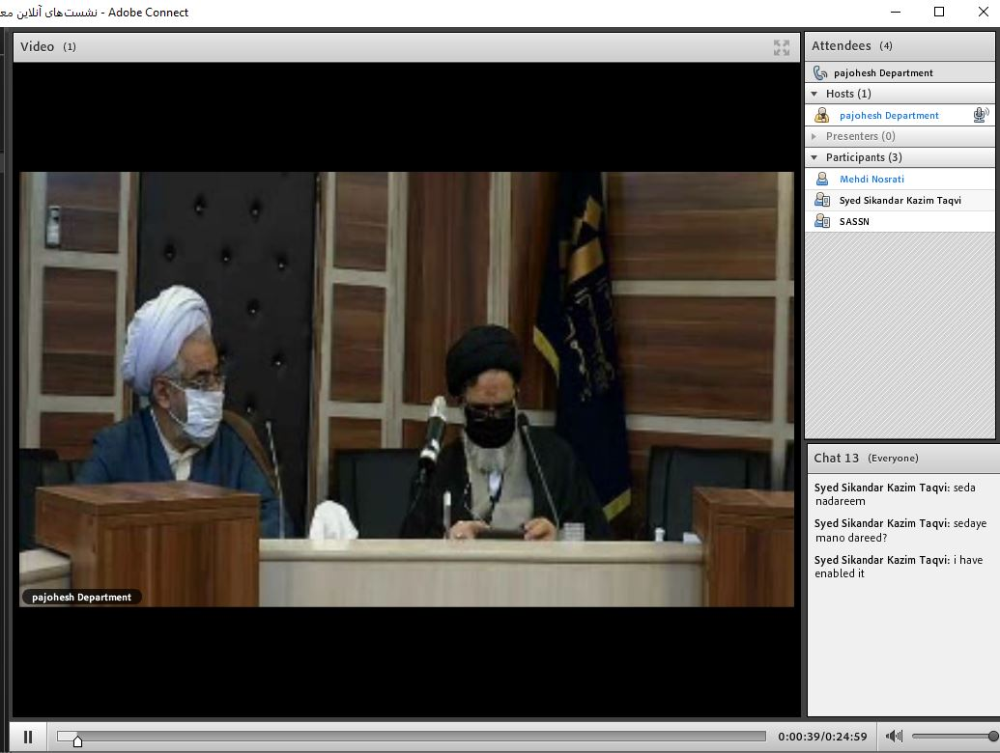 نشست‌های آنلاین مع - Adobe Connect
Video (1)
pajohesh Department
0:00:39/0:24:59
Attendees (4)
pajohesh Department
Hosts (1)
pajohesh Department
Presenters (0)
Participants (3)
Mehdi Nosrati
Syed Sikandar Kazim Taqvi
SASSN
Chat 13 (Everyone)
Syed Sikandar Kazim Taqvi: seda
nadareem
Syed Sikandar Kazim Taqvi: sedaye
mano dareed?
Syed Sikandar Kazim Taqvi: i have
enabled it